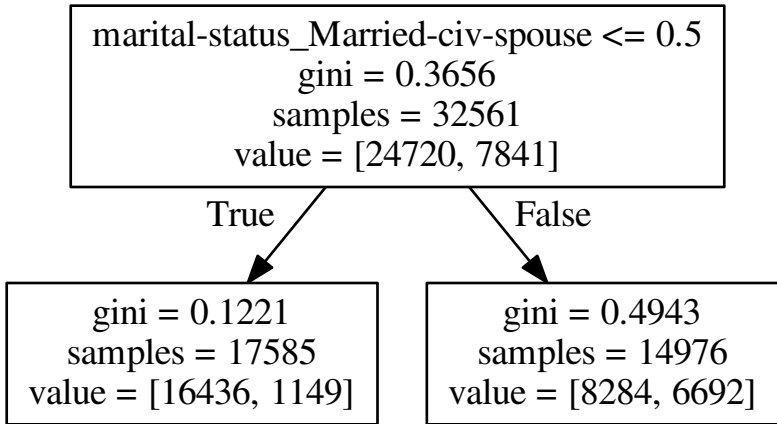 marital-status_Married-civ-spouse <= 0.5
gini = 0.3656
samples = 32561
value = [24720, 7841]
True
False
gini = 0.1221
samples = 17585
value = [16436, 1149]
gini = 0.4943
samples = 14976
value = [8284, 6692]